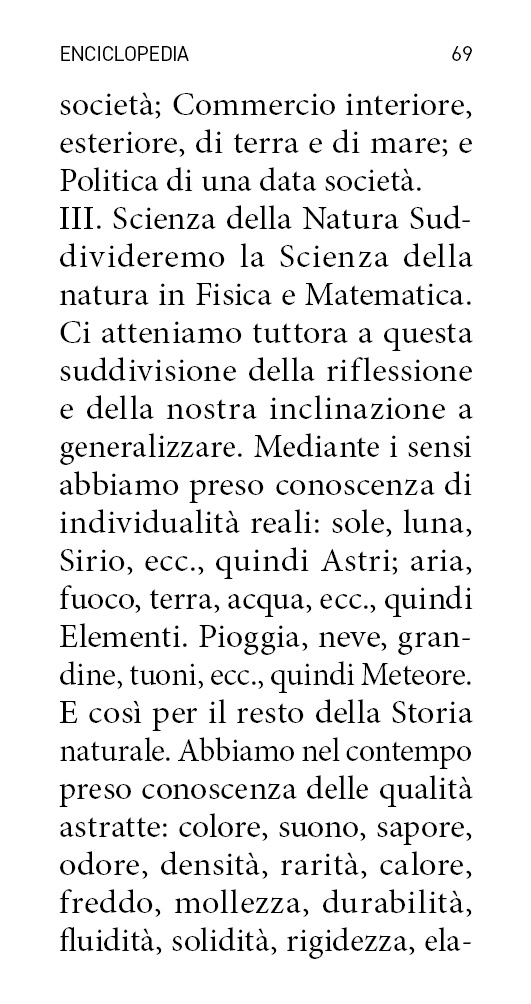 ENCICLOPEDIA 69
società; Commercio interiore,
esteriore, di terra e di mare; e
Politica di una data società.
III. Scienza della Natura Sud-
divideremo la Scienza della
natura in Fisica e Matematica.
Ci atteniamo tuttora a questa
suddivisione della riflessione
e della nostra inclinazione a
generalizzare. Mediante i sensi
abbiamo preso conoscenza di
individualità reali: sole, luna,
Sirio, ecc., quindi Astri; aria,
fuoco, terra, acqua, ecc., quindi
Elementi. Pioggia, neve, gran-
dine, tuoni, ecc., quindi Meteore.
E così per il resto della Storia
naturale. Abbiamo nel contempo
preso conoscenza delle qualità
astratte: colore, suono, sapore,
odore, densità, rarità, calore,
freddo, mollezza, durabilità,
fluidità, solidità, rigidezza, ela-